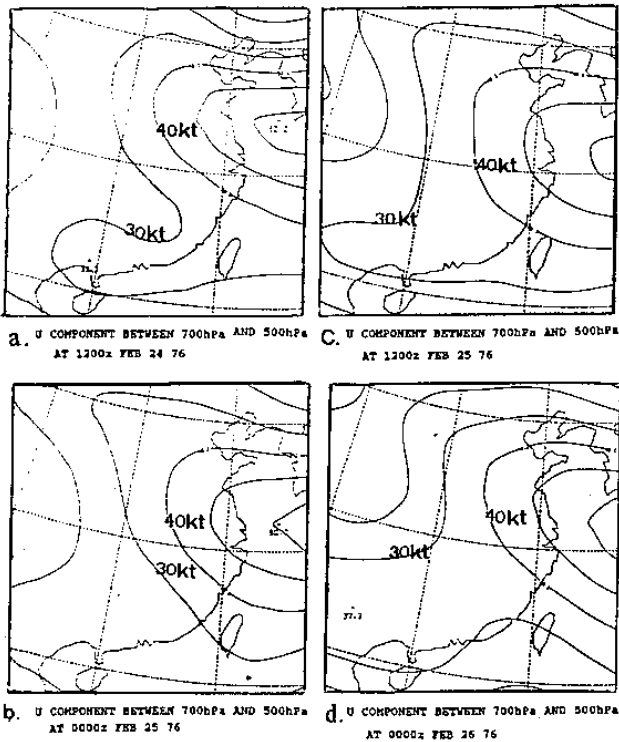 40kt
30kt
a. U COMPONENT BETWEEN 700hPa AND 500hPa
AT 1200z FEB 24 76
40kt
30kt
C. U COMPONENT BETWEEN 700hPa AND 500hPa
AT 1200z FEB 25 76
40kt
30kt
b. U COMPONENT BETWEEN 700hPa AND 500hPa
AT 0000z FEB 25 76
40kt
30kt
37.2
d. U COMPONENT BETWEEN 700hPa AND 500hPa
AT 0000z FEB 26 76